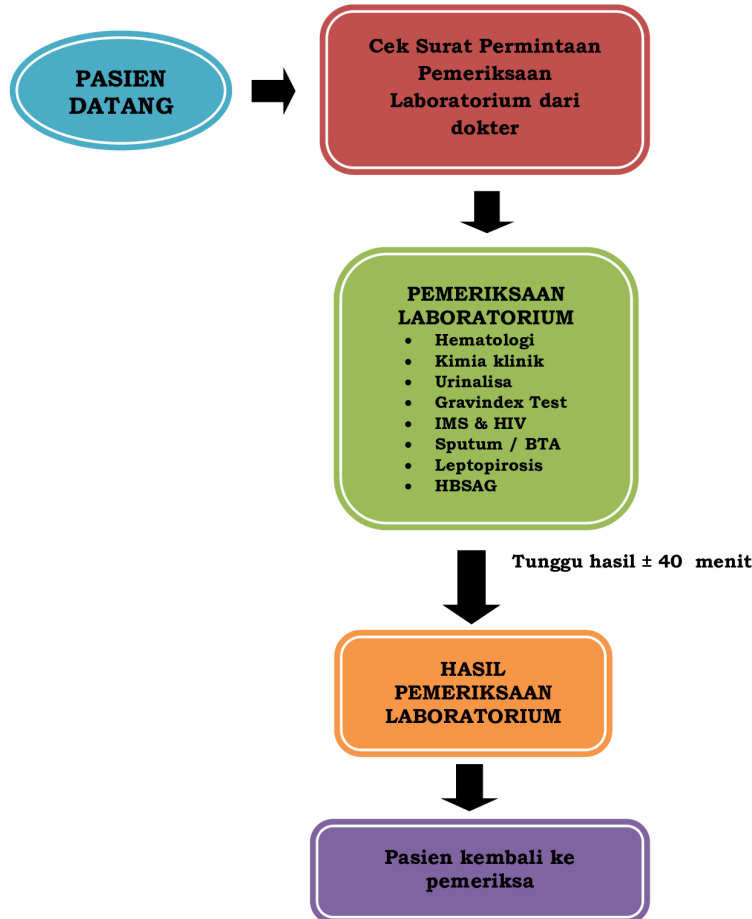 PASIEN
DATANG
Cek Surat Permintaan
Pemeriksaan
Laboratorium dari
dokter
PEMERIKSAAN
LABORATORIUM
• Hematologi
• Kimia klinik
• Urinalisa
• Gravindex Test
• IMS & HIV
• Sputum / BTA
• Leptopirosis
• HBSAG
Tunggu hasil ± 40 menit
HASIL
PEMERIKSAAN
LABORATORIUM
Pasien kembali ke
pemeriksa